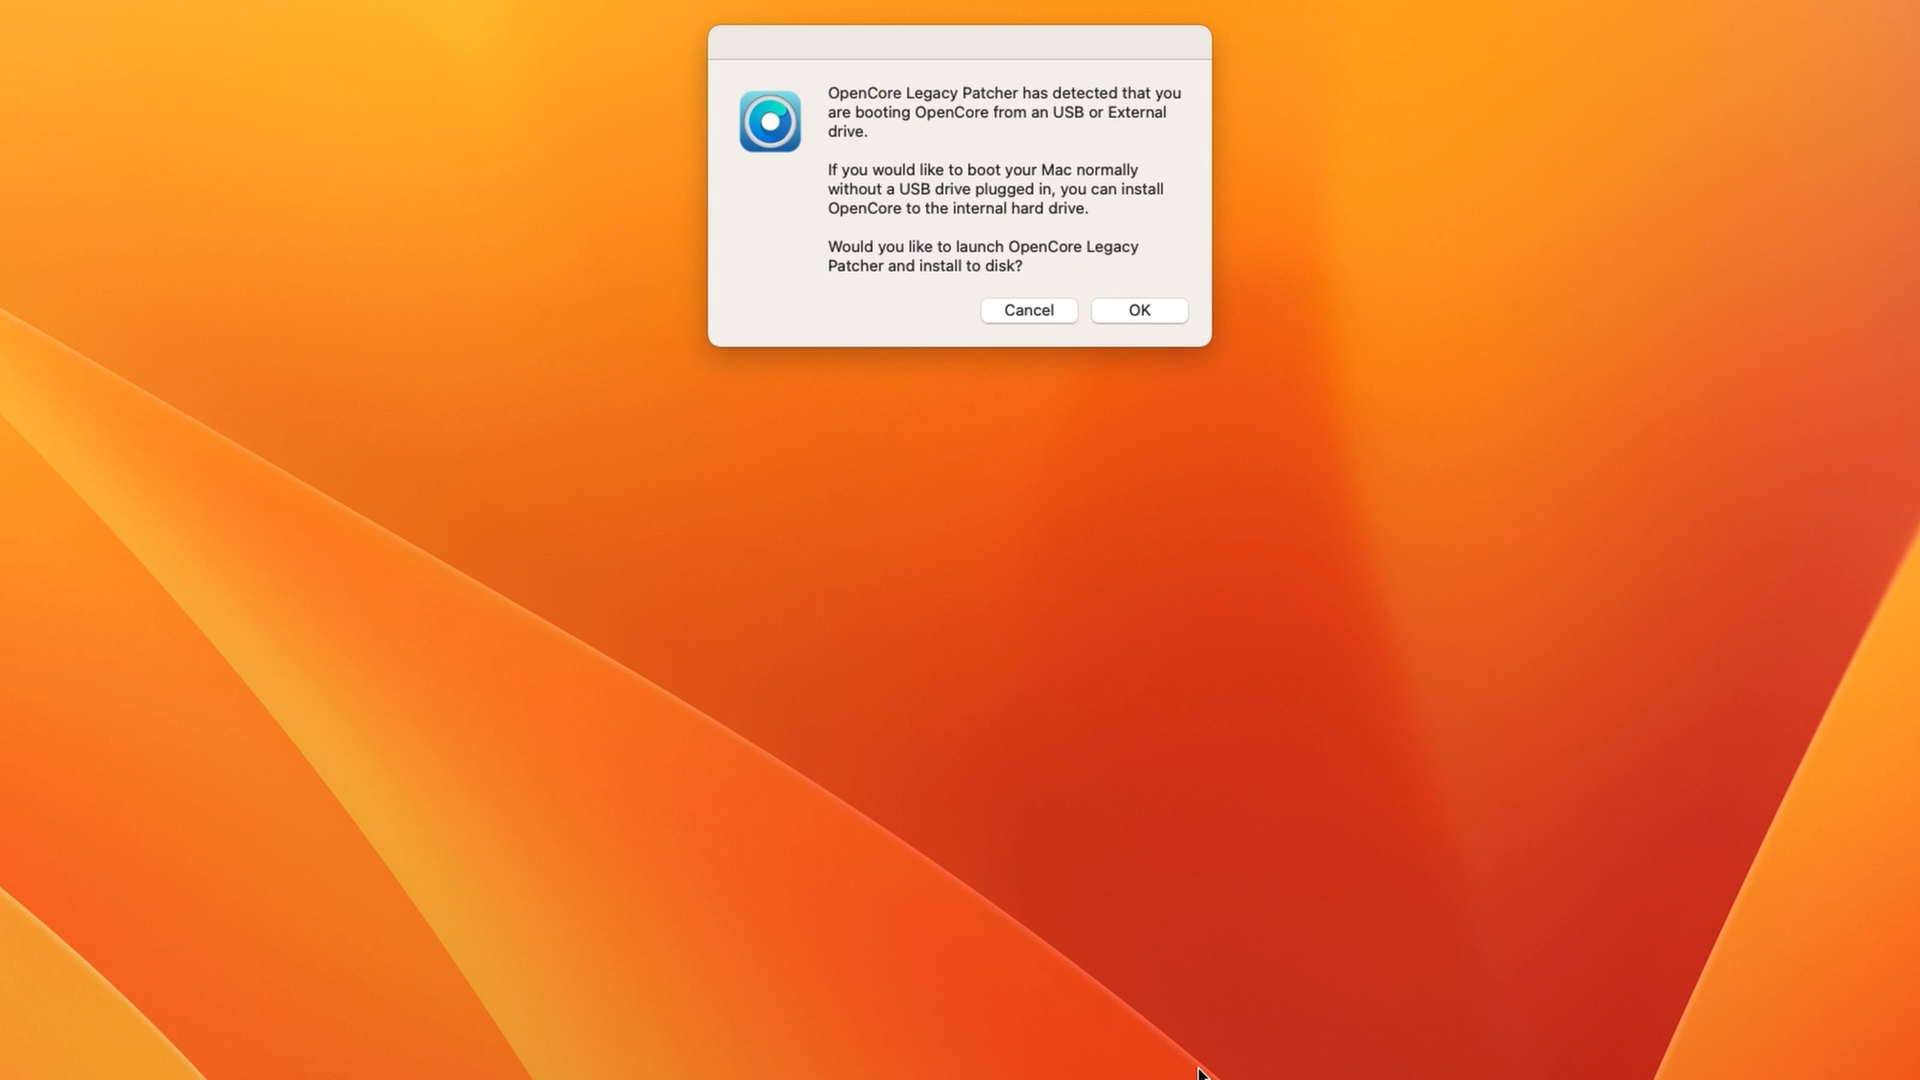 OpenCore Legacy Patcher has detected that you
are booting OpenCore from an USB or External
drive.
If you would like to boot your Mac normally
without a USB drive plugged in, you can install
OpenCore to the internal hard drive.
Would you like to launch OpenCore Legacy
Patcher and install to disk?
Cancel
OK